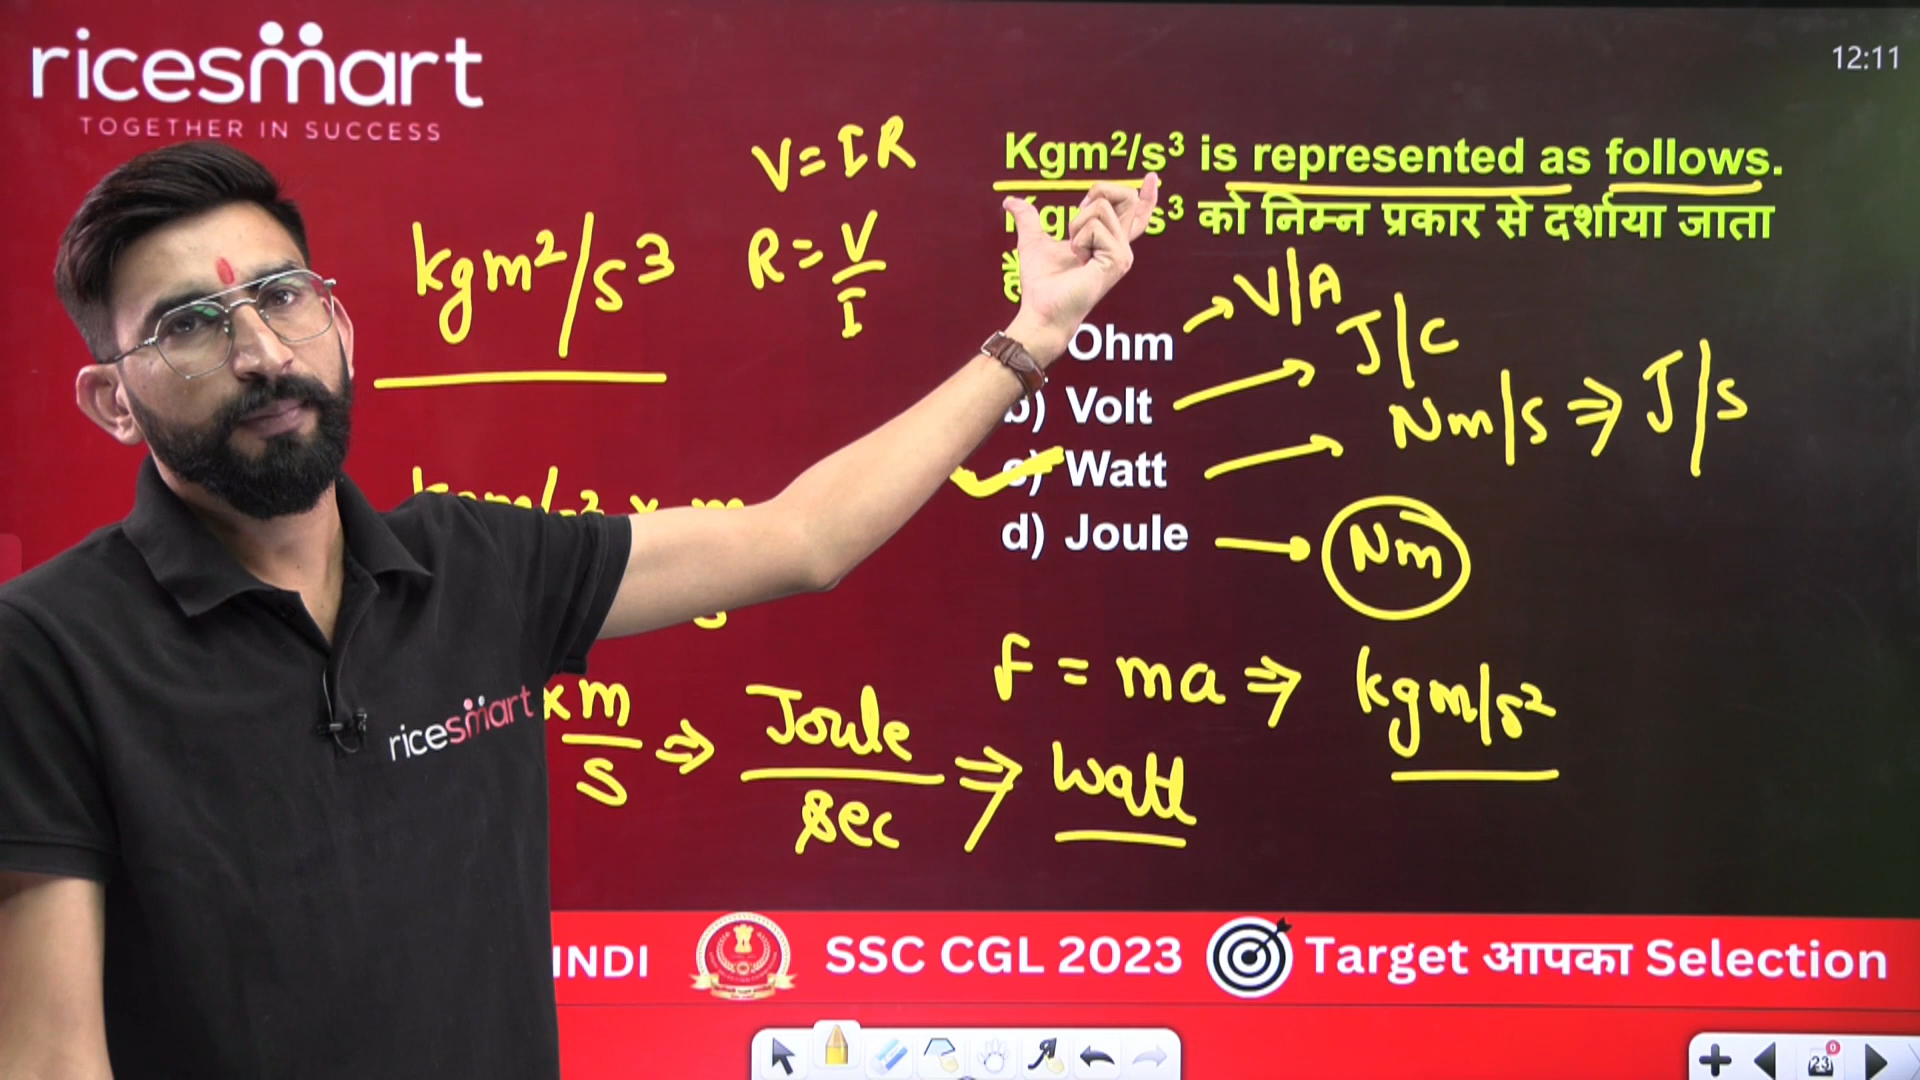 ricesmart
TOGETHER IN SUCCESS
12:11
V = IR
R = V/I
kgm²/s³
Kgm²/s³ is represented as follows.
s³ को निम्न प्रकार से दर्शाया जाता
Ohm → V/A
b) Volt → J/C
c) Watt → Nm/s ⇒ J/s
d) Joule → Nm
F = ma ⇒ kgm/s²
× m/s ⇒ Joule/sec ⇒ Watt
ricesmart
INDI
SSC CGL 2023
Target आपका Selection
23
0